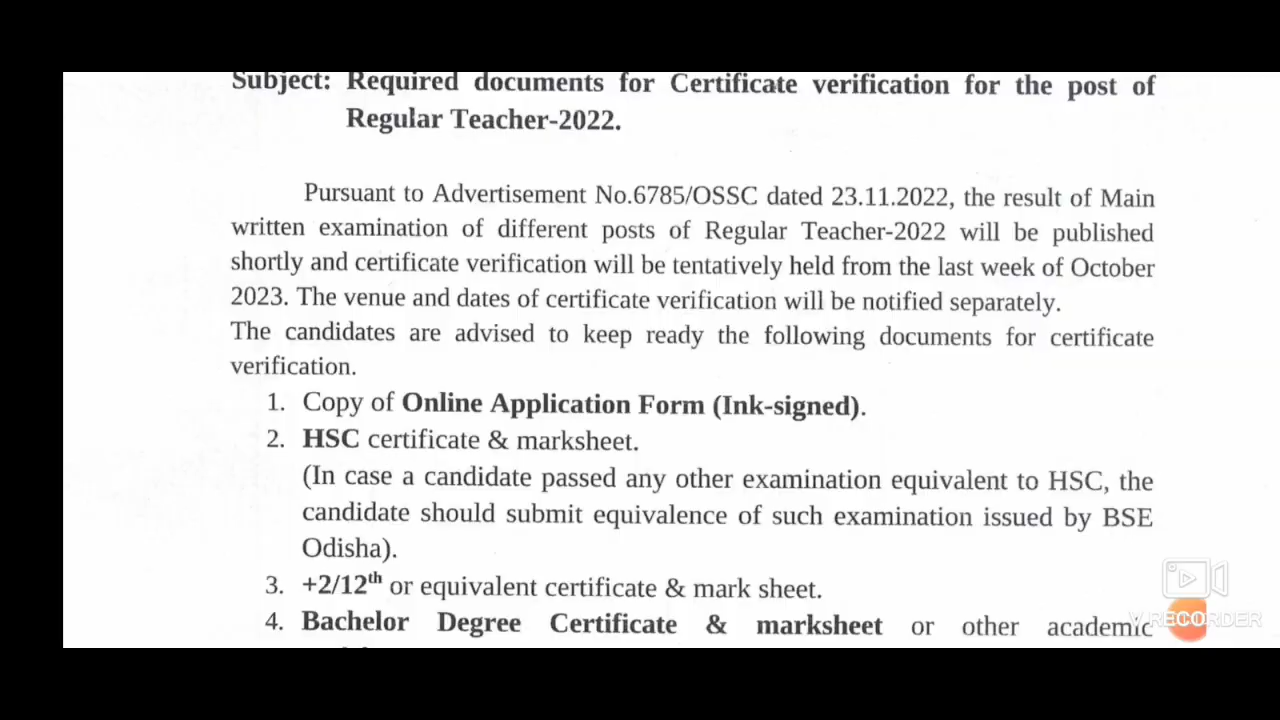 Subject: Required documents for Certificate verification for the post of
Regular Teacher-2022.
Pursuant to Advertisement No.6785/OSSC dated 23.11.2022, the result of Main
written examination of different posts of Regular Teacher-2022 will be published
shortly and certificate verification will be tentatively held from the last week of October
2023. The venue and dates of certificate verification will be notified separately.
The candidates are advised to keep ready the following documents for certificate
verification.
1. Copy of Online Application Form (Ink-signed).
2. HSC certificate & marksheet.
(In case a candidate passed any other examination equivalent to HSC, the
candidate should submit equivalence of such examination issued by BSE
Odisha).
3. +2/12th or equivalent certificate & mark sheet.
4. Bachelor Degree Certificate & marksheet or other academic
V RECORDER